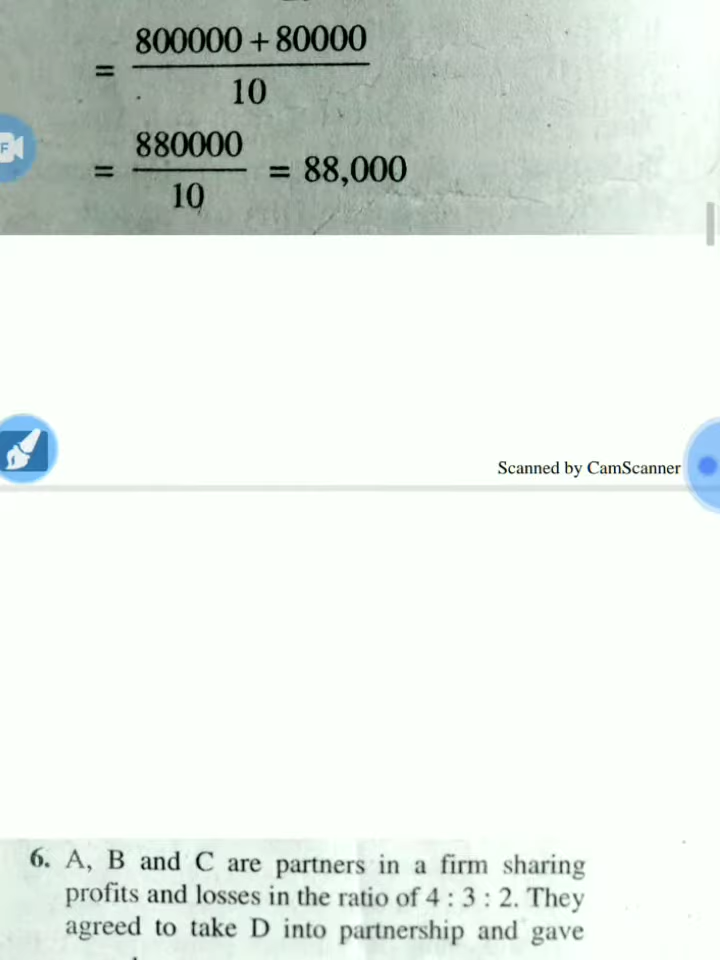 = 800000 + 80000 / 10
= 880000 / 10 = 88,000
F
Scanned by CamScanner
6. A, B and C are partners in a firm sharing
profits and losses in the ratio of 4 : 3 : 2. They
agreed to take D into partnership and gave